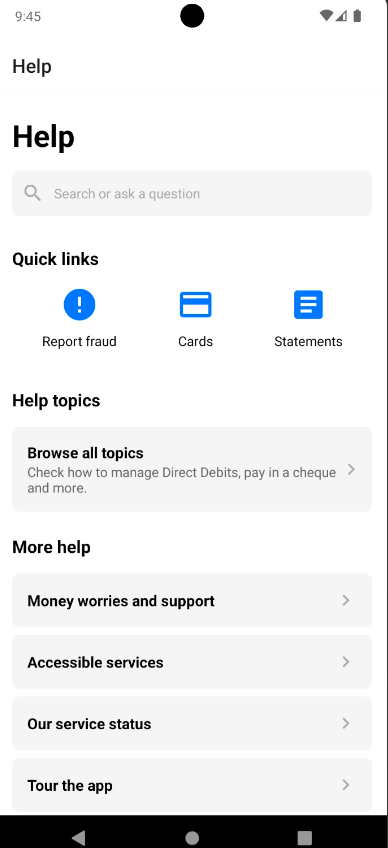 9:45
Help
Help
Search or ask a question
Quick links
Report fraud
Cards
Statements
Help topics
Browse all topics
Check how to manage Direct Debits, pay in a cheque
and more.
More help
Money worries and support
Accessible services
Our service status
Tour the app